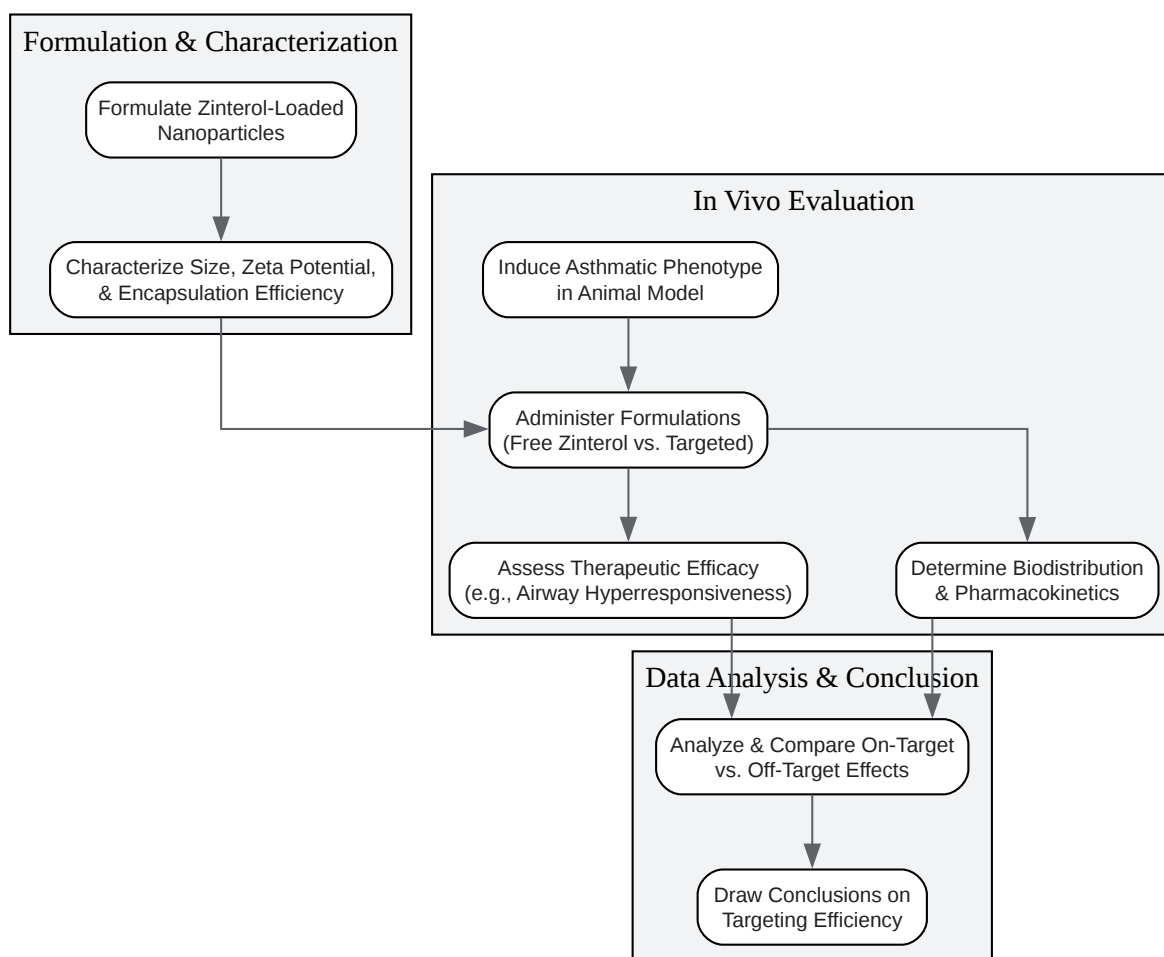 Formulation & Characterization
Formulate Zinterol-Loaded
Nanoparticles
Characterize Size, Zeta Potential,
& Encapsulation Efficiency
In Vivo Evaluation
Induce Asthmatic Phenotype
in Animal Model
Administer Formulations
(Free Zinterol vs. Targeted)
Assess Therapeutic Efficacy
(e.g., Airway Hyperresponsiveness)
Determine Biodistribution
& Pharmacokinetics
Data Analysis & Conclusion
Analyze & Compare On-Target
vs. Off-Target Effects
Draw Conclusions on
Targeting Efficiency